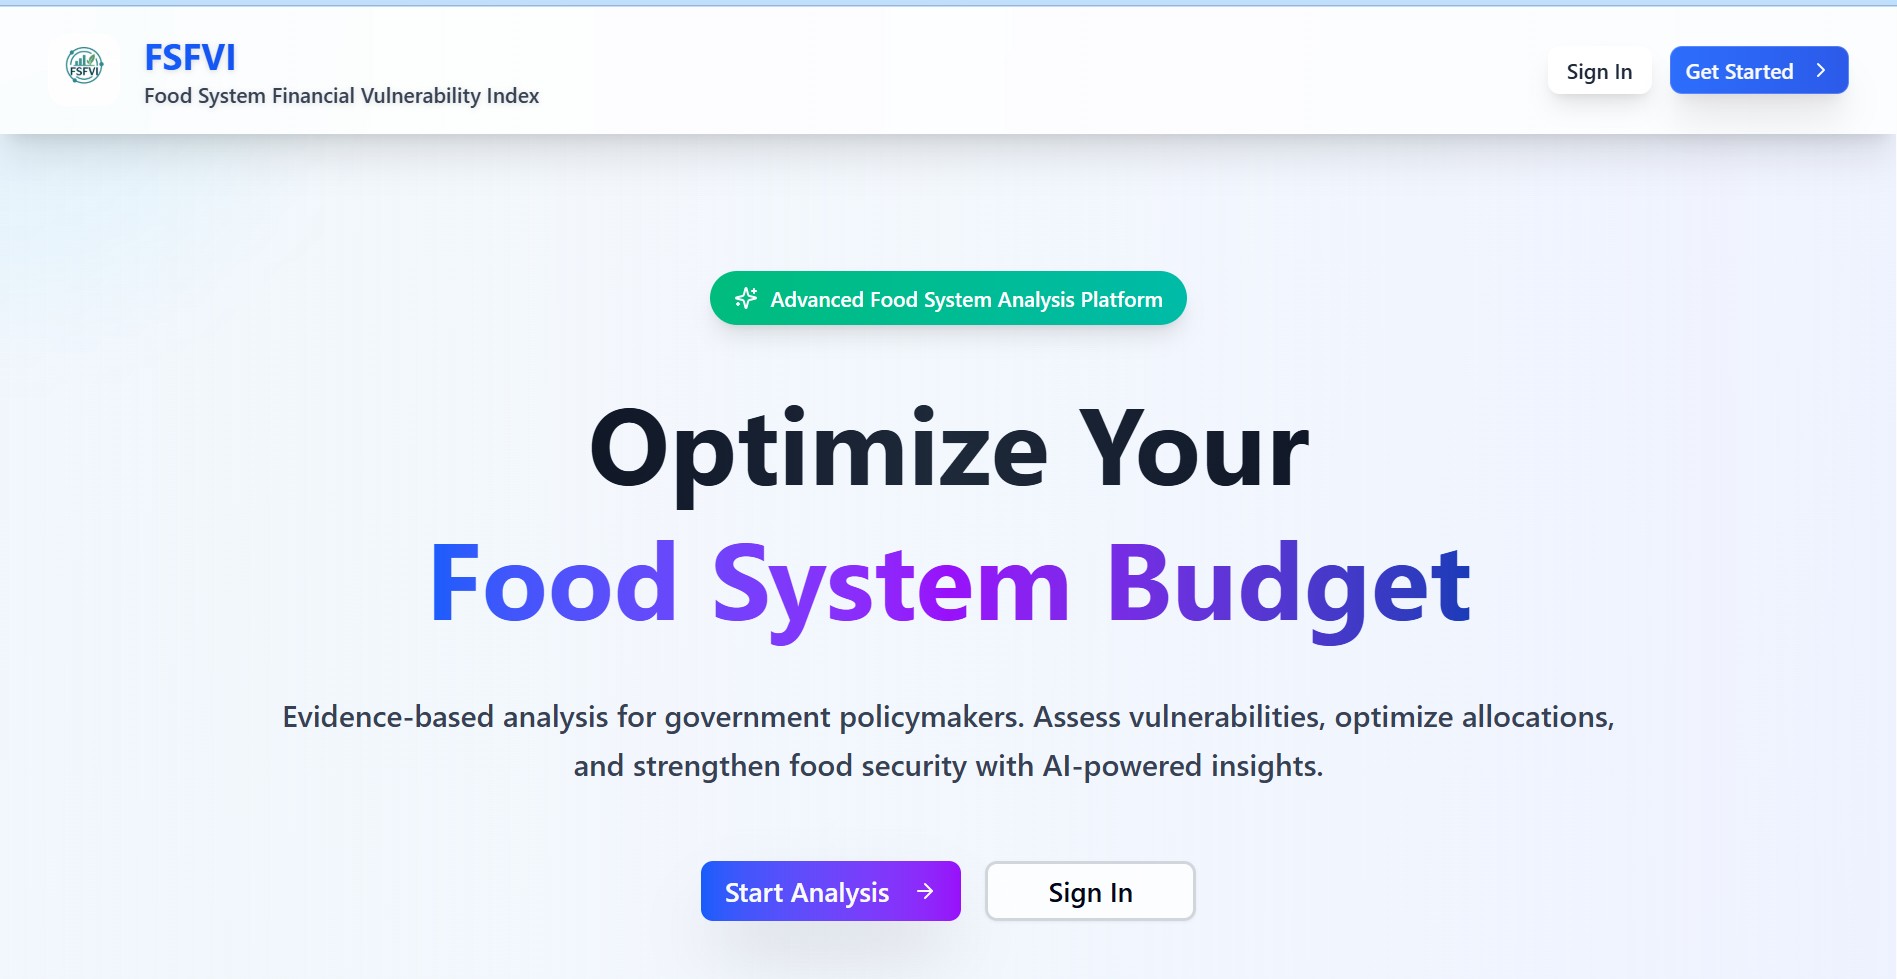 FSFVI
FSFVI
Food System Financial Vulnerability Index
Sign In
Get Started
Advanced Food System Analysis Platform
Optimize Your
Food System Budget
Evidence-based analysis for government policymakers. Assess vulnerabilities, optimize allocations,
and strengthen food security with AI-powered insights.
Start Analysis
Sign In